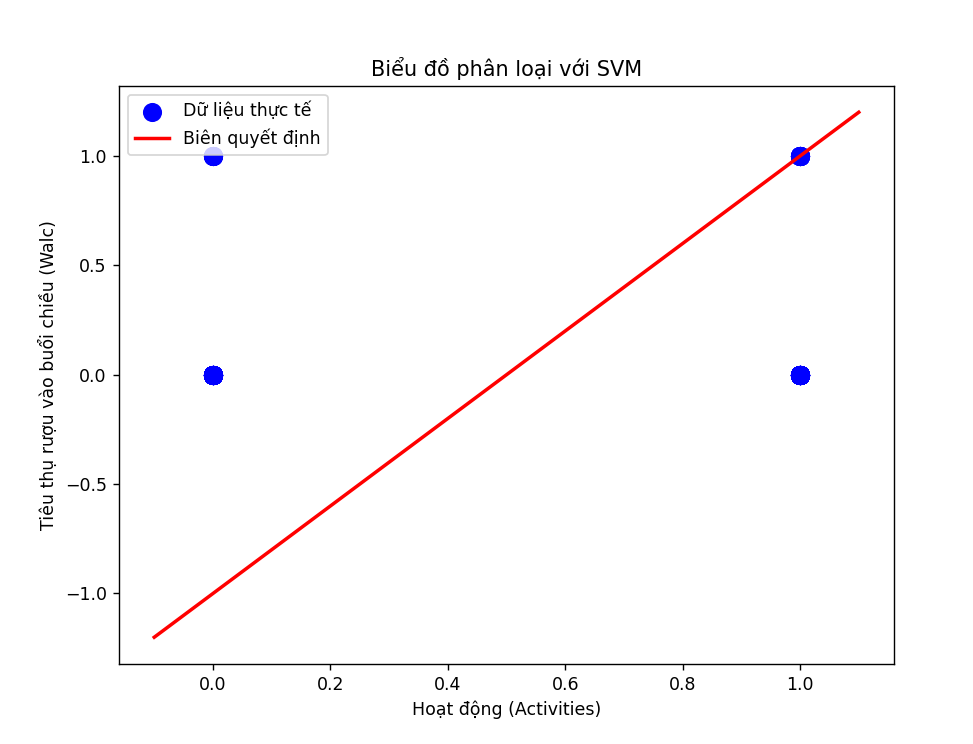 Biểu đồ phân loại với SVM
Dữ liệu thực tế
Biên quyết định
1.0
0.5
0.0
−0.5
−1.0
Tiêu thụ rượu vào buổi chiều (Walc)
0.0 0.2 0.4 0.6 0.8 1.0
Hoạt động (Activities)